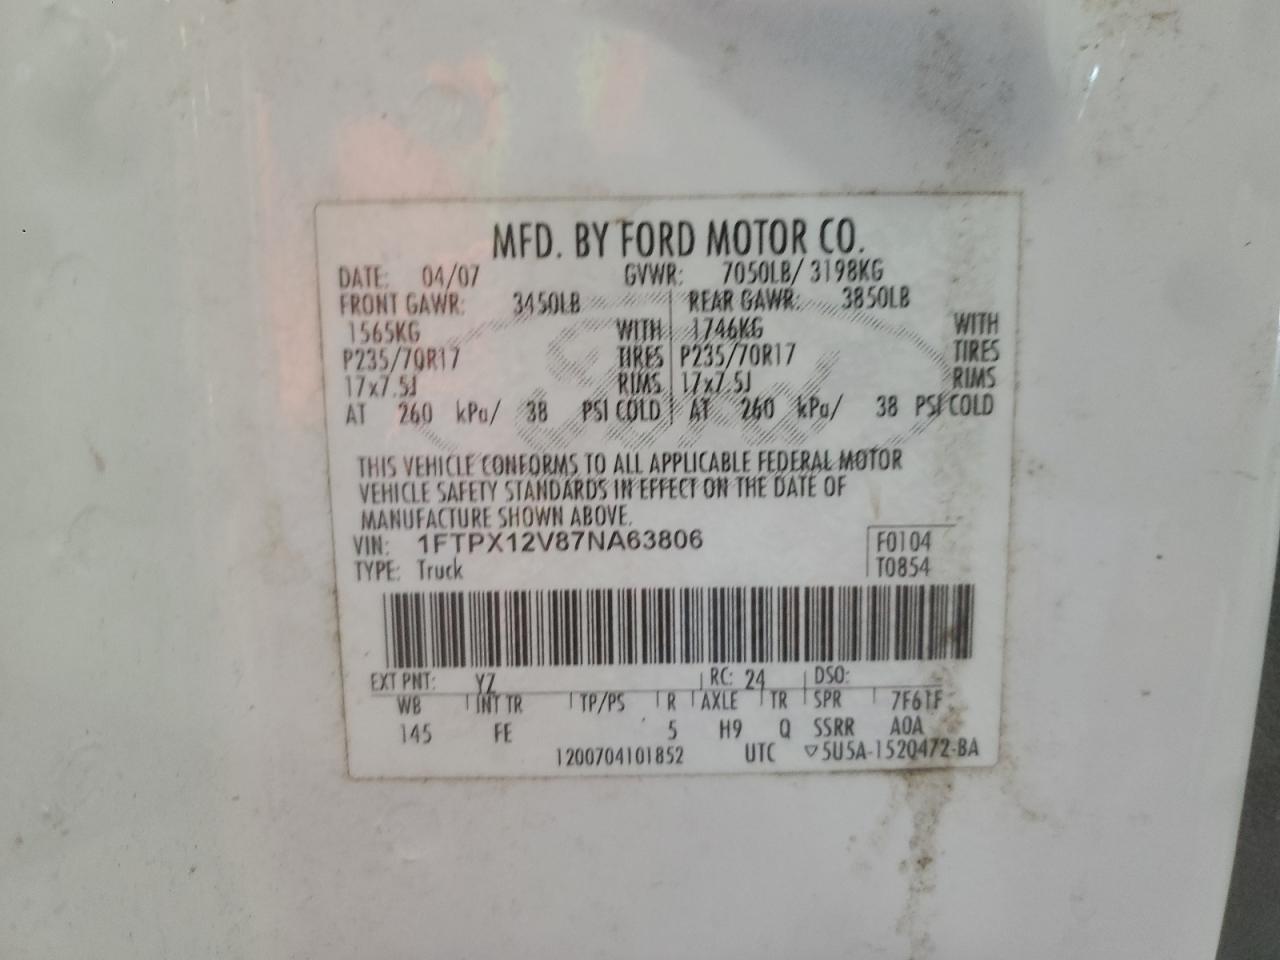 MFD. BY FORD MOTOR CO.
DATE: 04/07 GVWR: 7050LB/ 3198KG
FRONT GAWR: 3450LB REAR GAWR: 3850LB
1565KG WITH 1746KG WITH
P235/70R17 TIRES P235/70R17 TIRES
17x7.5J RIMS 17x7.5J RIMS
AT 260 kPa/ 38 PSI COLD AT 260 kPa/ 38 PSI COLD
THIS VEHICLE CONFORMS TO ALL APPLICABLE FEDERAL MOTOR
VEHICLE SAFETY STANDARDS IN EFFECT ON THE DATE OF
MANUFACTURE SHOWN ABOVE.
VIN: 1FTPX12V87NA63806 F0104
TYPE: Truck T0854
EXT PNT: YZ RC: 24 DSO:
WB INT TR TP/PS R AXLE TR SPR 7F61F
145 FE 5 H9 Q SSRR A0A
1200704101852 UTC ▽5U5A-1520472-BA